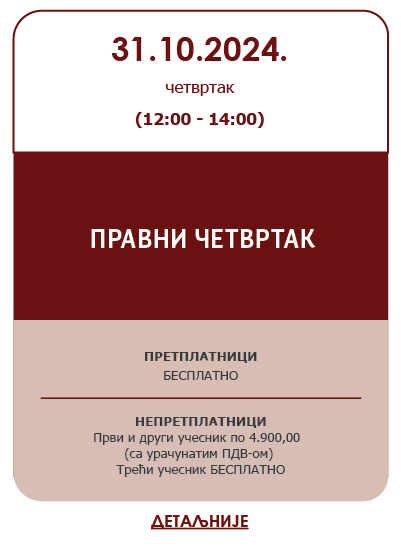 31.10.2024.
четвртак
(12:00 - 14:00)
ПРАВНИ ЧЕТВРТАК
ПРЕТПЛАТНИЦИ
БЕСПЛАТНО
НЕПРЕТПЛАТНИЦИ
Први и други учесник по 4.900,00
(са урачунатим ПДВ-ом)
Трећи учесник БЕСПЛАТНО
ДЕТАЉНИЈЕ